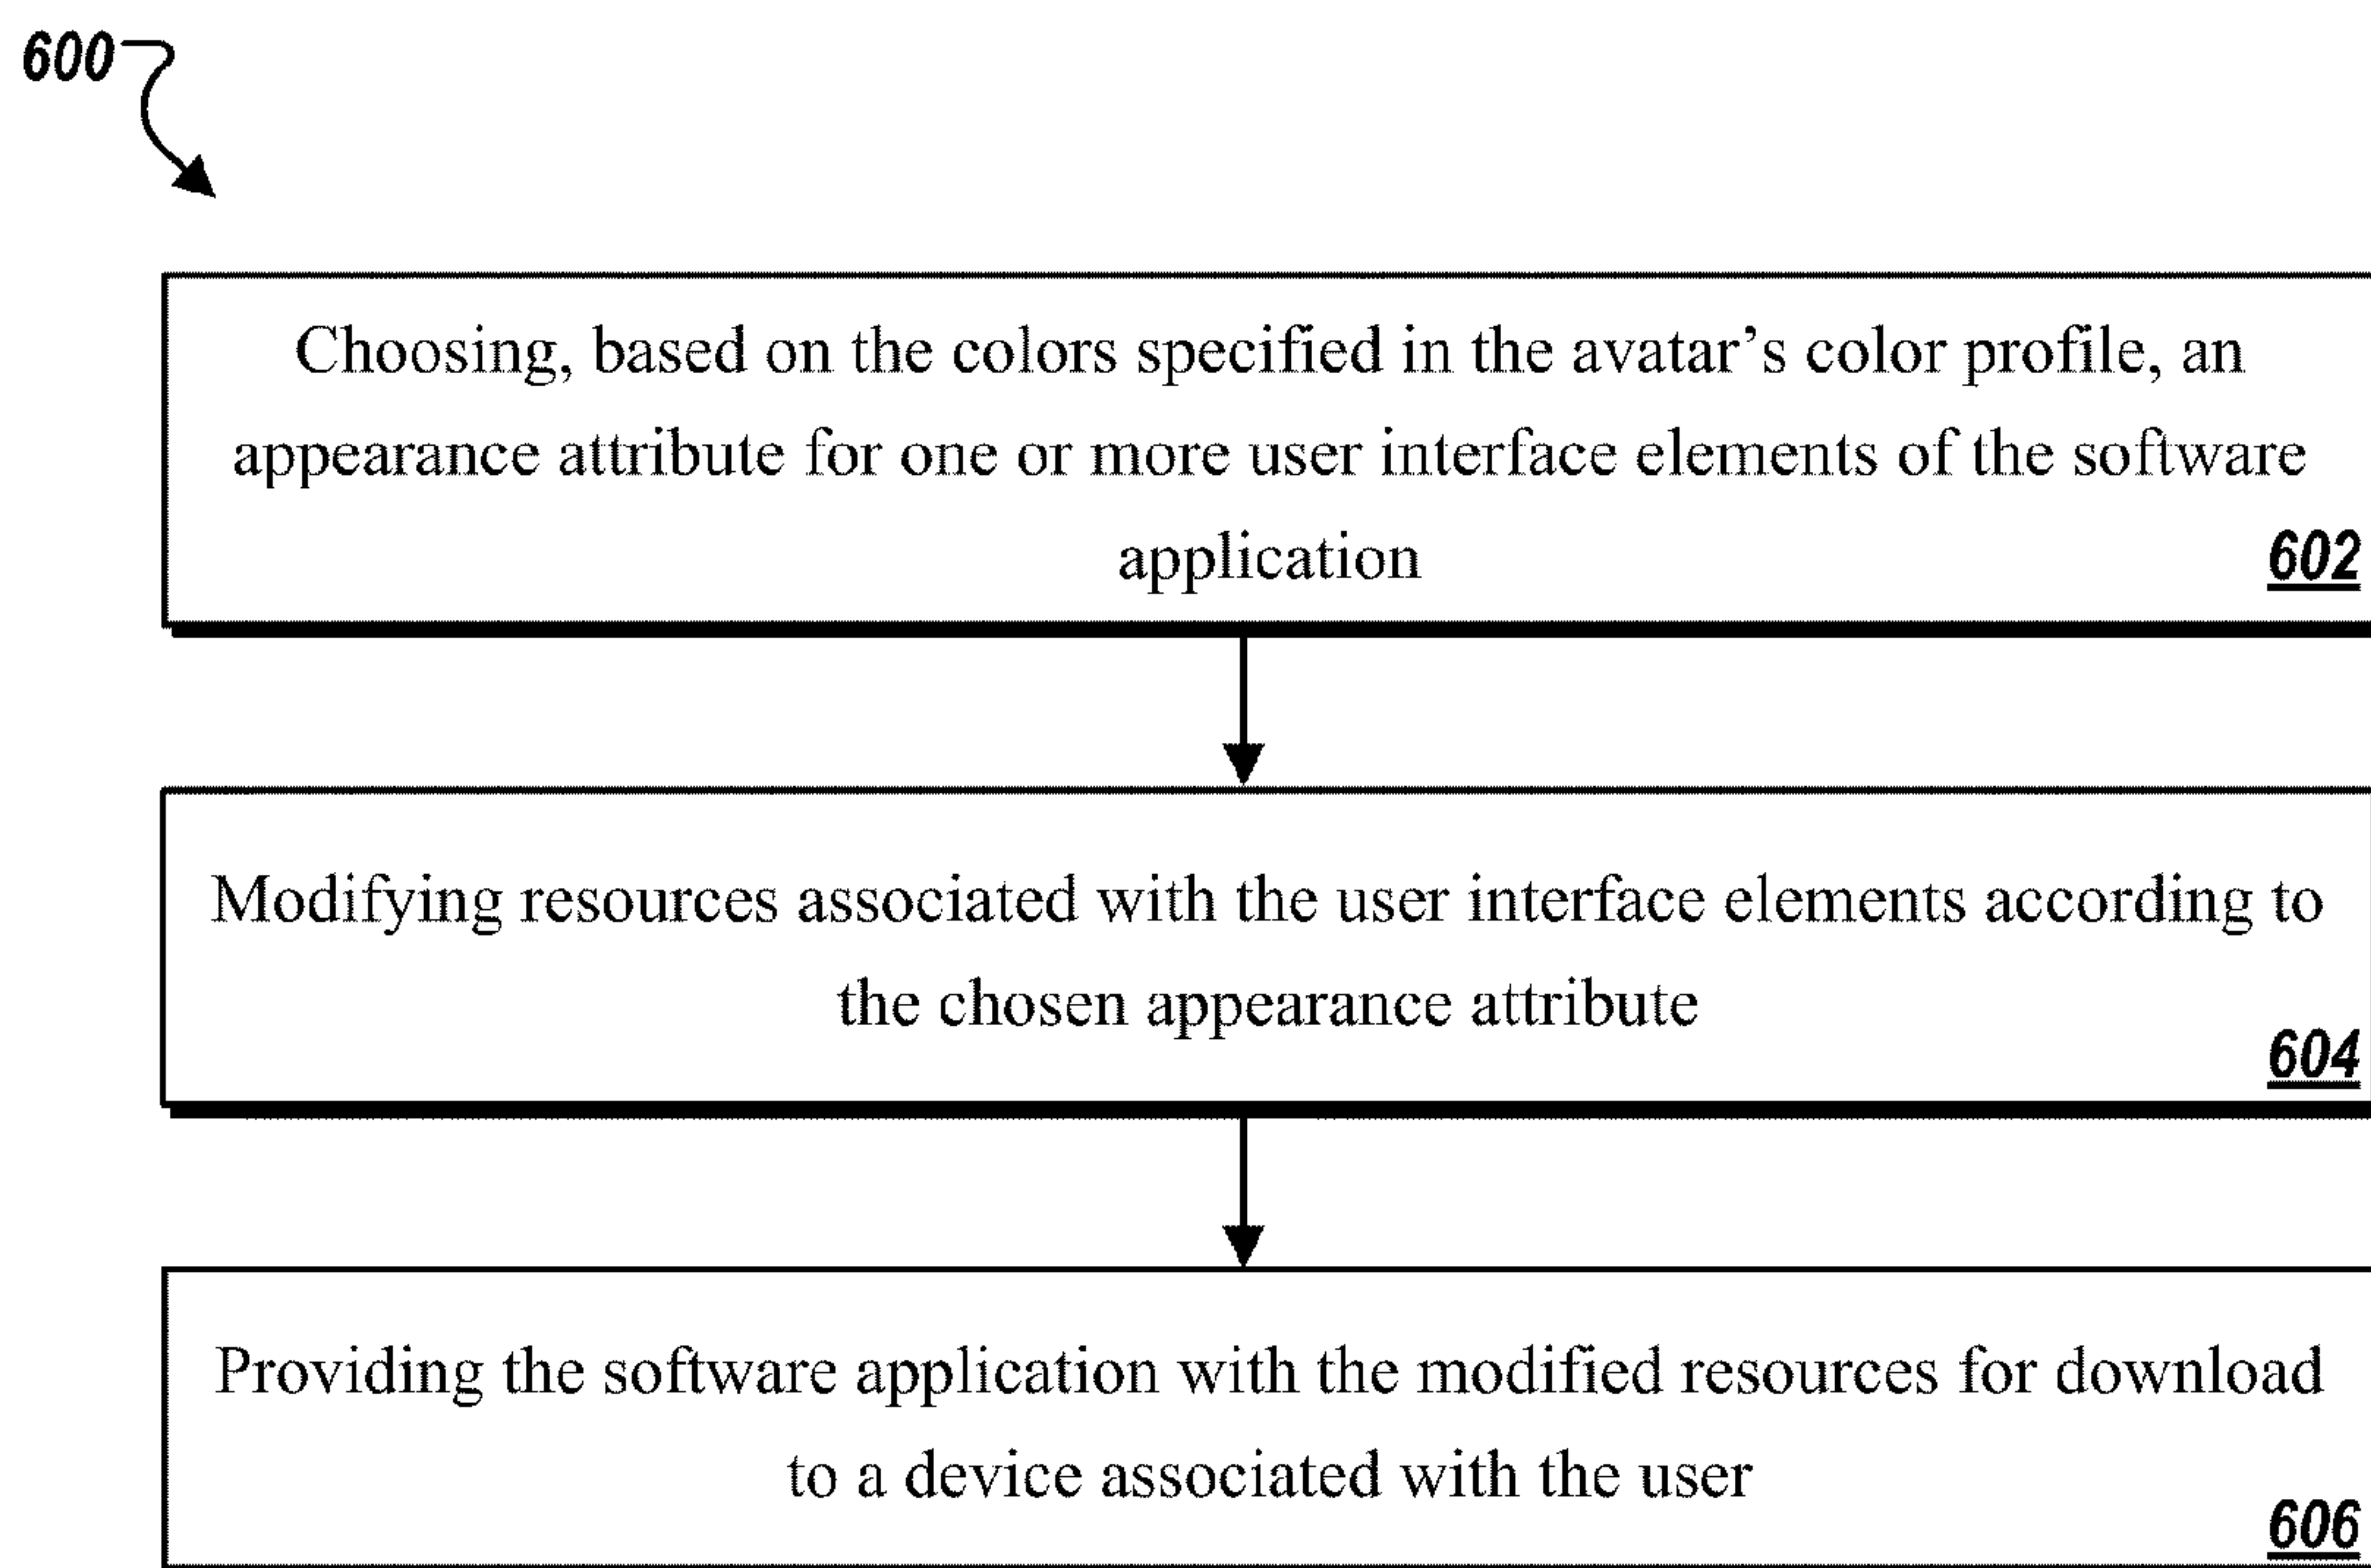 600
Choosing, based on the colors specified in the avatar’s color profile, an
appearance attribute for one or more user interface elements of the software
application
602
Modifying resources associated with the user interface elements according to
the chosen appearance attribute
604
Providing the software application with the modified resources for download
to a device associated with the user
606